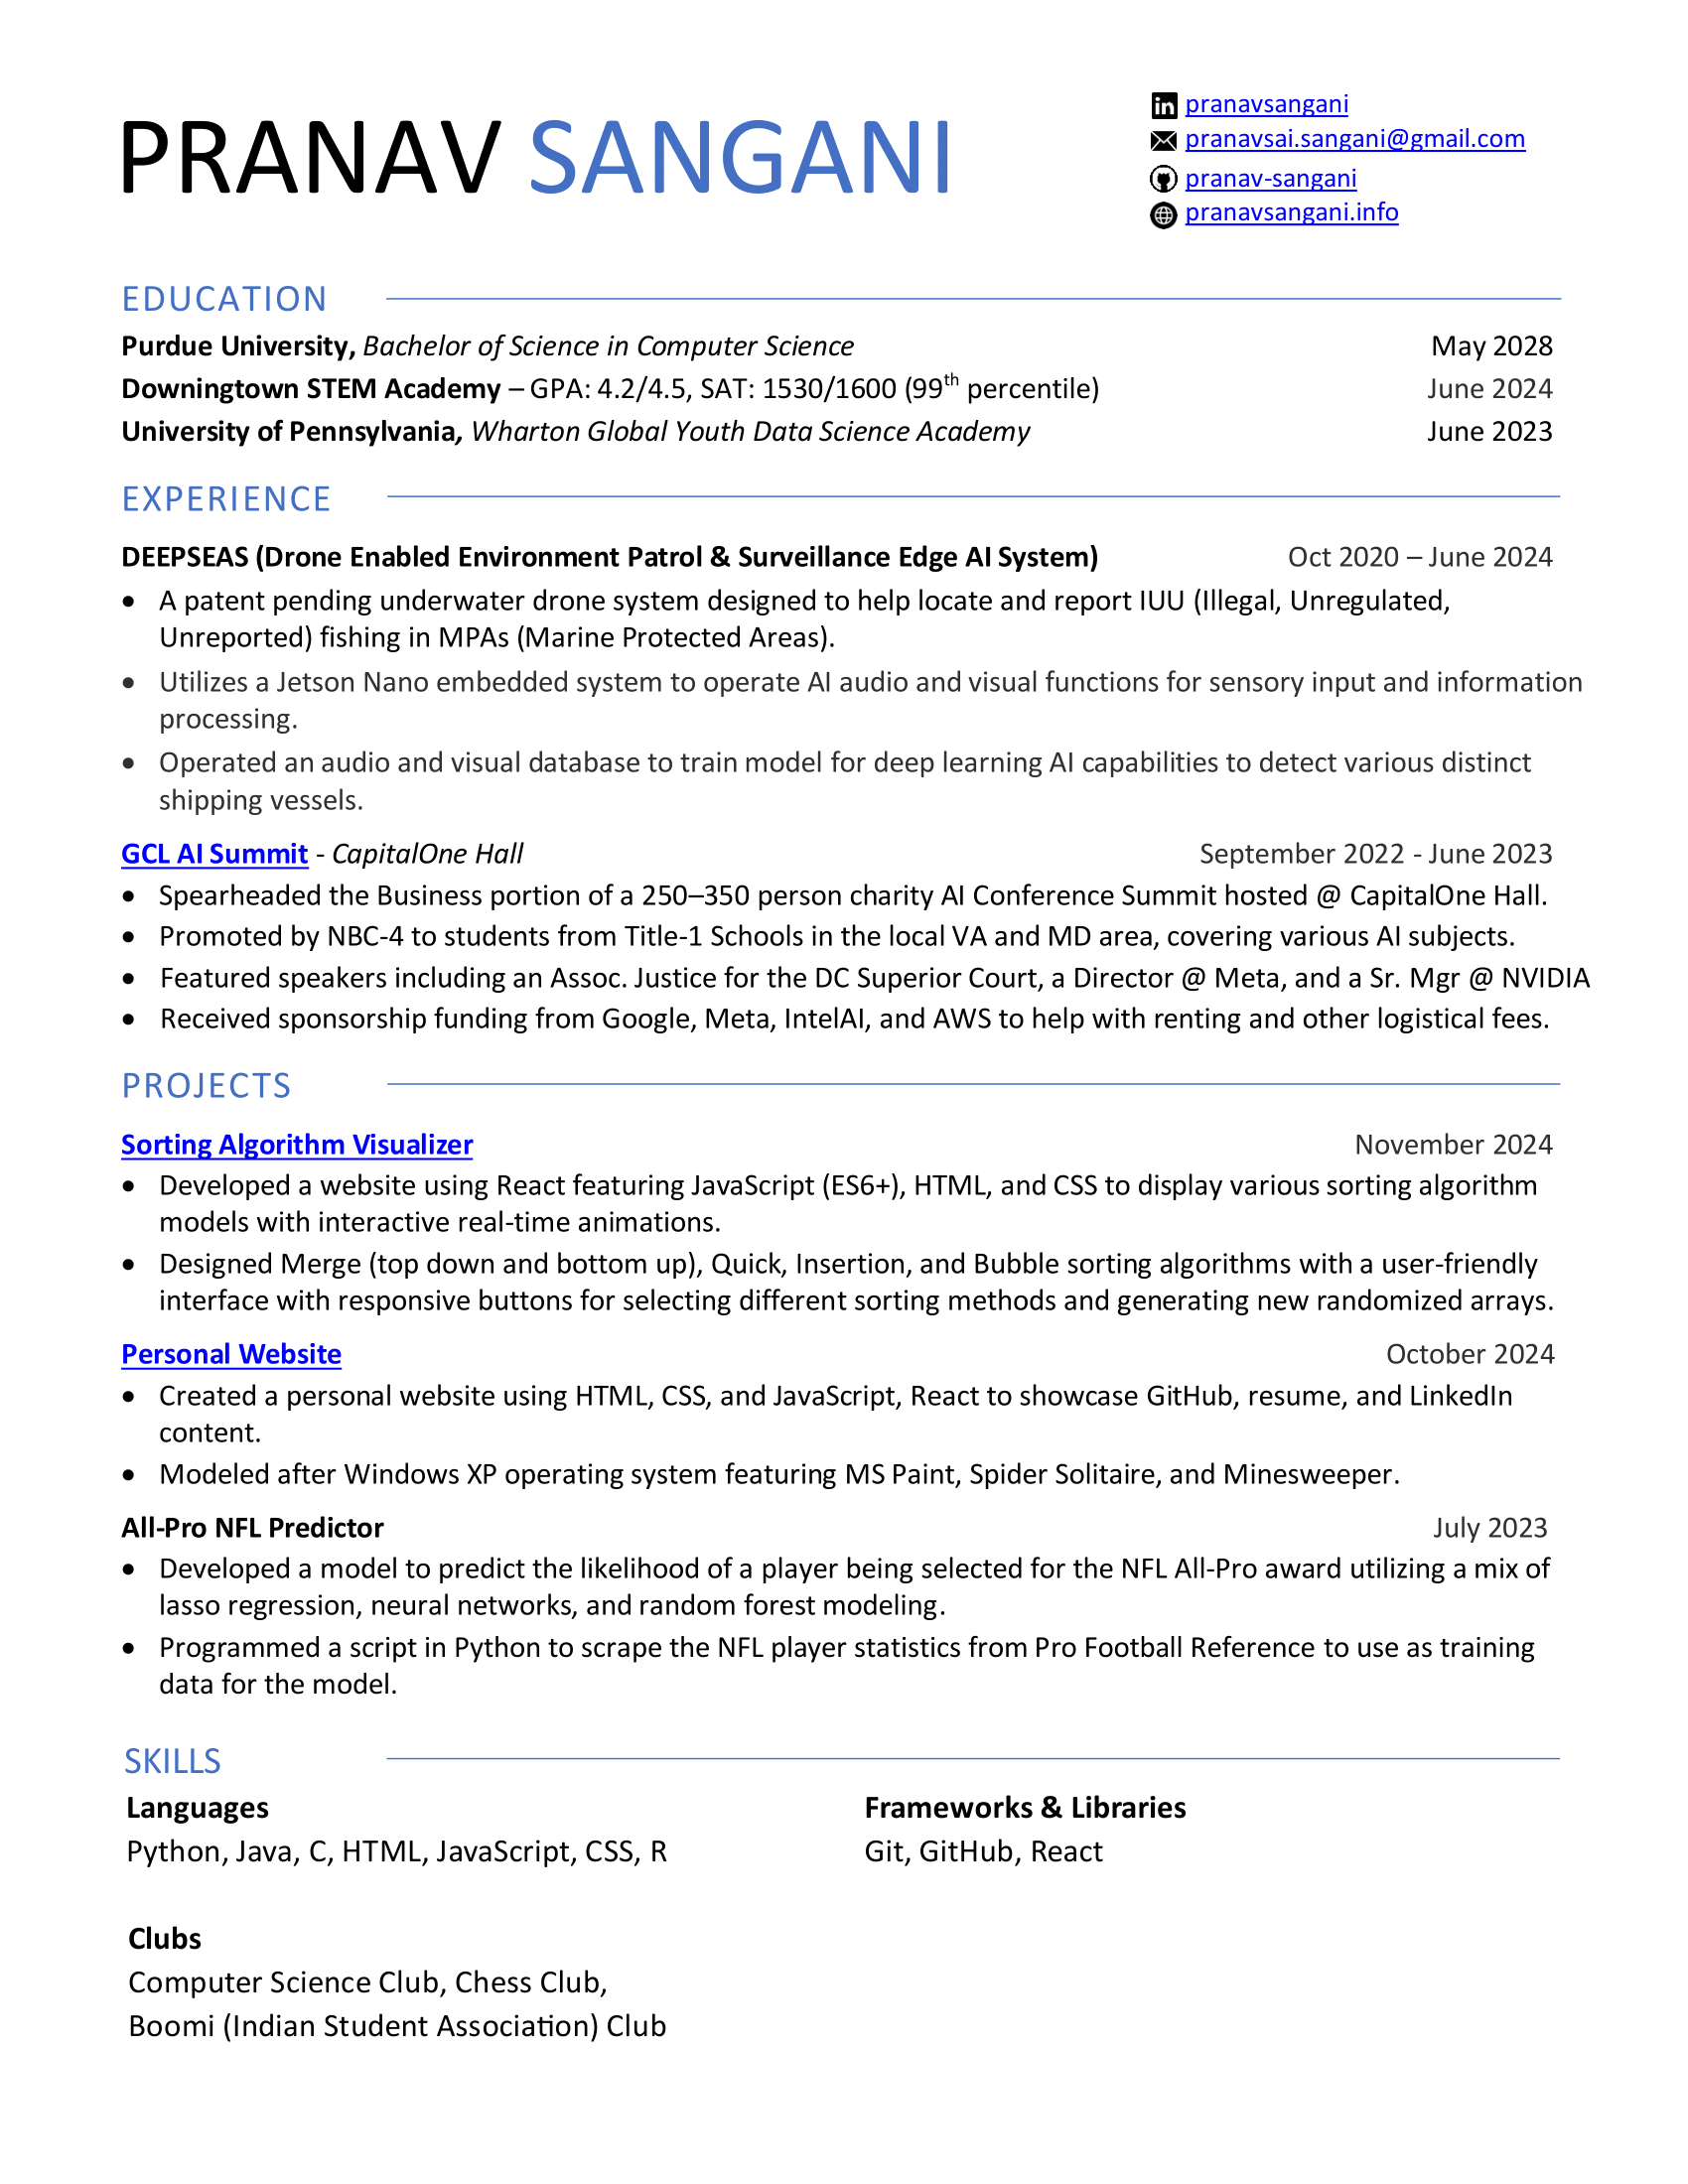 PRANAV SANGANI
pranavsangani
pranavsai.sangani@gmail.com
pranav-sangani
pranavsangani.info
EDUCATION
Purdue University, Bachelor of Science in Computer Science May 2028
Downingtown STEM Academy – GPA: 4.2/4.5, SAT: 1530/1600 (99th percentile) June 2024
University of Pennsylvania, Wharton Global Youth Data Science Academy June 2023
EXPERIENCE
DEEPSEAS (Drone Enabled Environment Patrol & Surveillance Edge AI System) Oct 2020 – June 2024
• A patent pending underwater drone system designed to help locate and report IUU (Illegal, Unregulated,
Unreported) fishing in MPAs (Marine Protected Areas).
• Utilizes a Jetson Nano embedded system to operate AI audio and visual functions for sensory input and information
processing.
• Operated an audio and visual database to train model for deep learning AI capabilities to detect various distinct
shipping vessels.
GCL AI Summit - CapitalOne Hall September 2022 - June 2023
• Spearheaded the Business portion of a 250–350 person charity AI Conference Summit hosted @ CapitalOne Hall.
• Promoted by NBC-4 to students from Title-1 Schools in the local VA and MD area, covering various AI subjects.
• Featured speakers including an Assoc. Justice for the DC Superior Court, a Director @ Meta, and a Sr. Mgr @ NVIDIA
• Received sponsorship funding from Google, Meta, IntelAI, and AWS to help with renting and other logistical fees.
PROJECTS
Sorting Algorithm Visualizer November 2024
• Developed a website using React featuring JavaScript (ES6+), HTML, and CSS to display various sorting algorithm
models with interactive real-time animations.
• Designed Merge (top down and bottom up), Quick, Insertion, and Bubble sorting algorithms with a user-friendly
interface with responsive buttons for selecting different sorting methods and generating new randomized arrays.
Personal Website October 2024
• Created a personal website using HTML, CSS, and JavaScript, React to showcase GitHub, resume, and LinkedIn
content.
• Modeled after Windows XP operating system featuring MS Paint, Spider Solitaire, and Minesweeper.
All-Pro NFL Predictor July 2023
• Developed a model to predict the likelihood of a player being selected for the NFL All-Pro award utilizing a mix of
lasso regression, neural networks, and random forest modeling.
• Programmed a script in Python to scrape the NFL player statistics from Pro Football Reference to use as training
data for the model.
SKILLS
Languages
Python, Java, C, HTML, JavaScript, CSS, R
Frameworks & Libraries
Git, GitHub, React
Clubs
Computer Science Club, Chess Club,
Boomi (Indian Student Association) Club